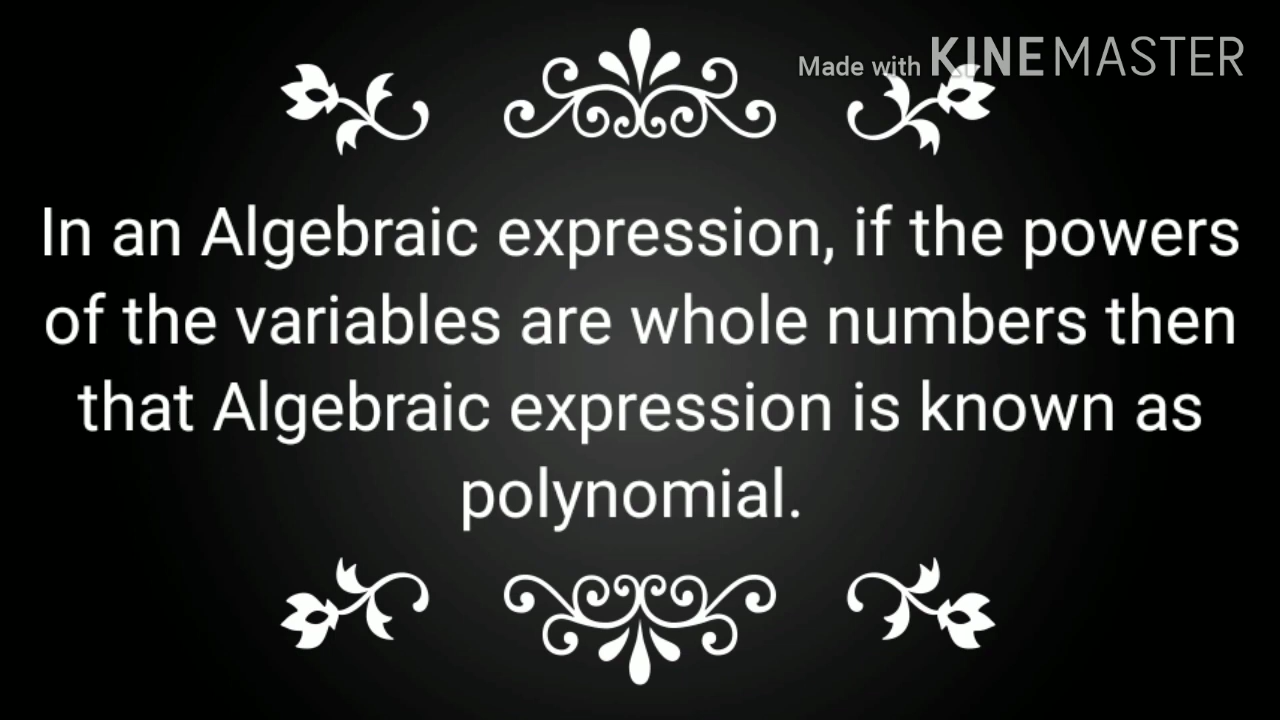 Made with KINEMASTER
In an Algebraic expression, if the powers
of the variables are whole numbers then
that Algebraic expression is known as
polynomial.